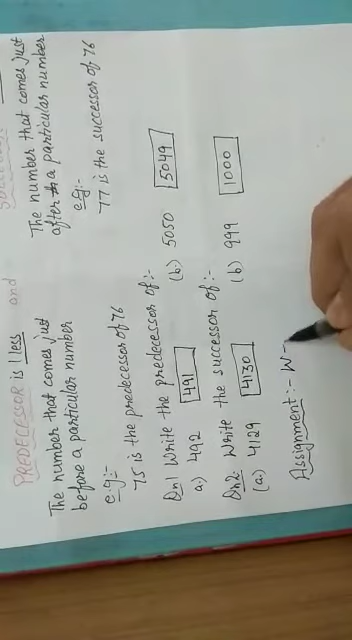 PREDECESSOR is 1 less and
The number that comes just
before a particular number
e.g:-
75 is the predecessor of 76
The number that comes just
after a particular number
e.g:-
77 is the successor of 76
Qn1 Write the predecessor of :-
a) 492 491 (b) 5050 5049
Qn2. Write the successor of :-
(a) 4129 4130 (b) 999 1000
Assignment :- W